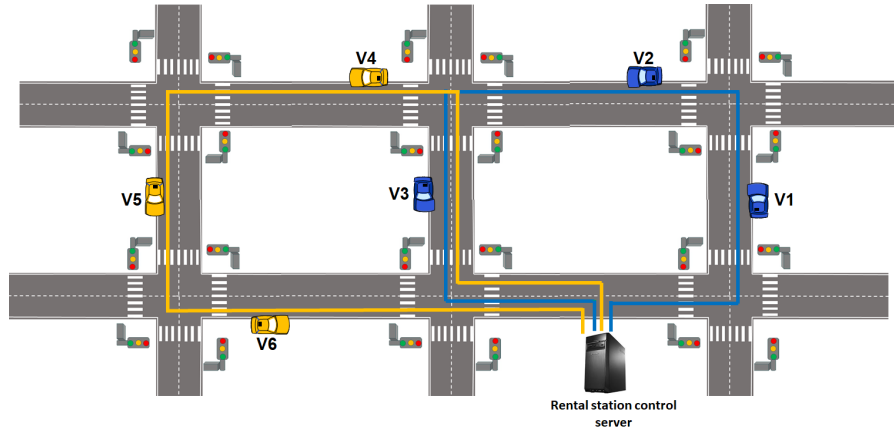 V4
V2
V5
V3
V1
V6
Rental station control
server